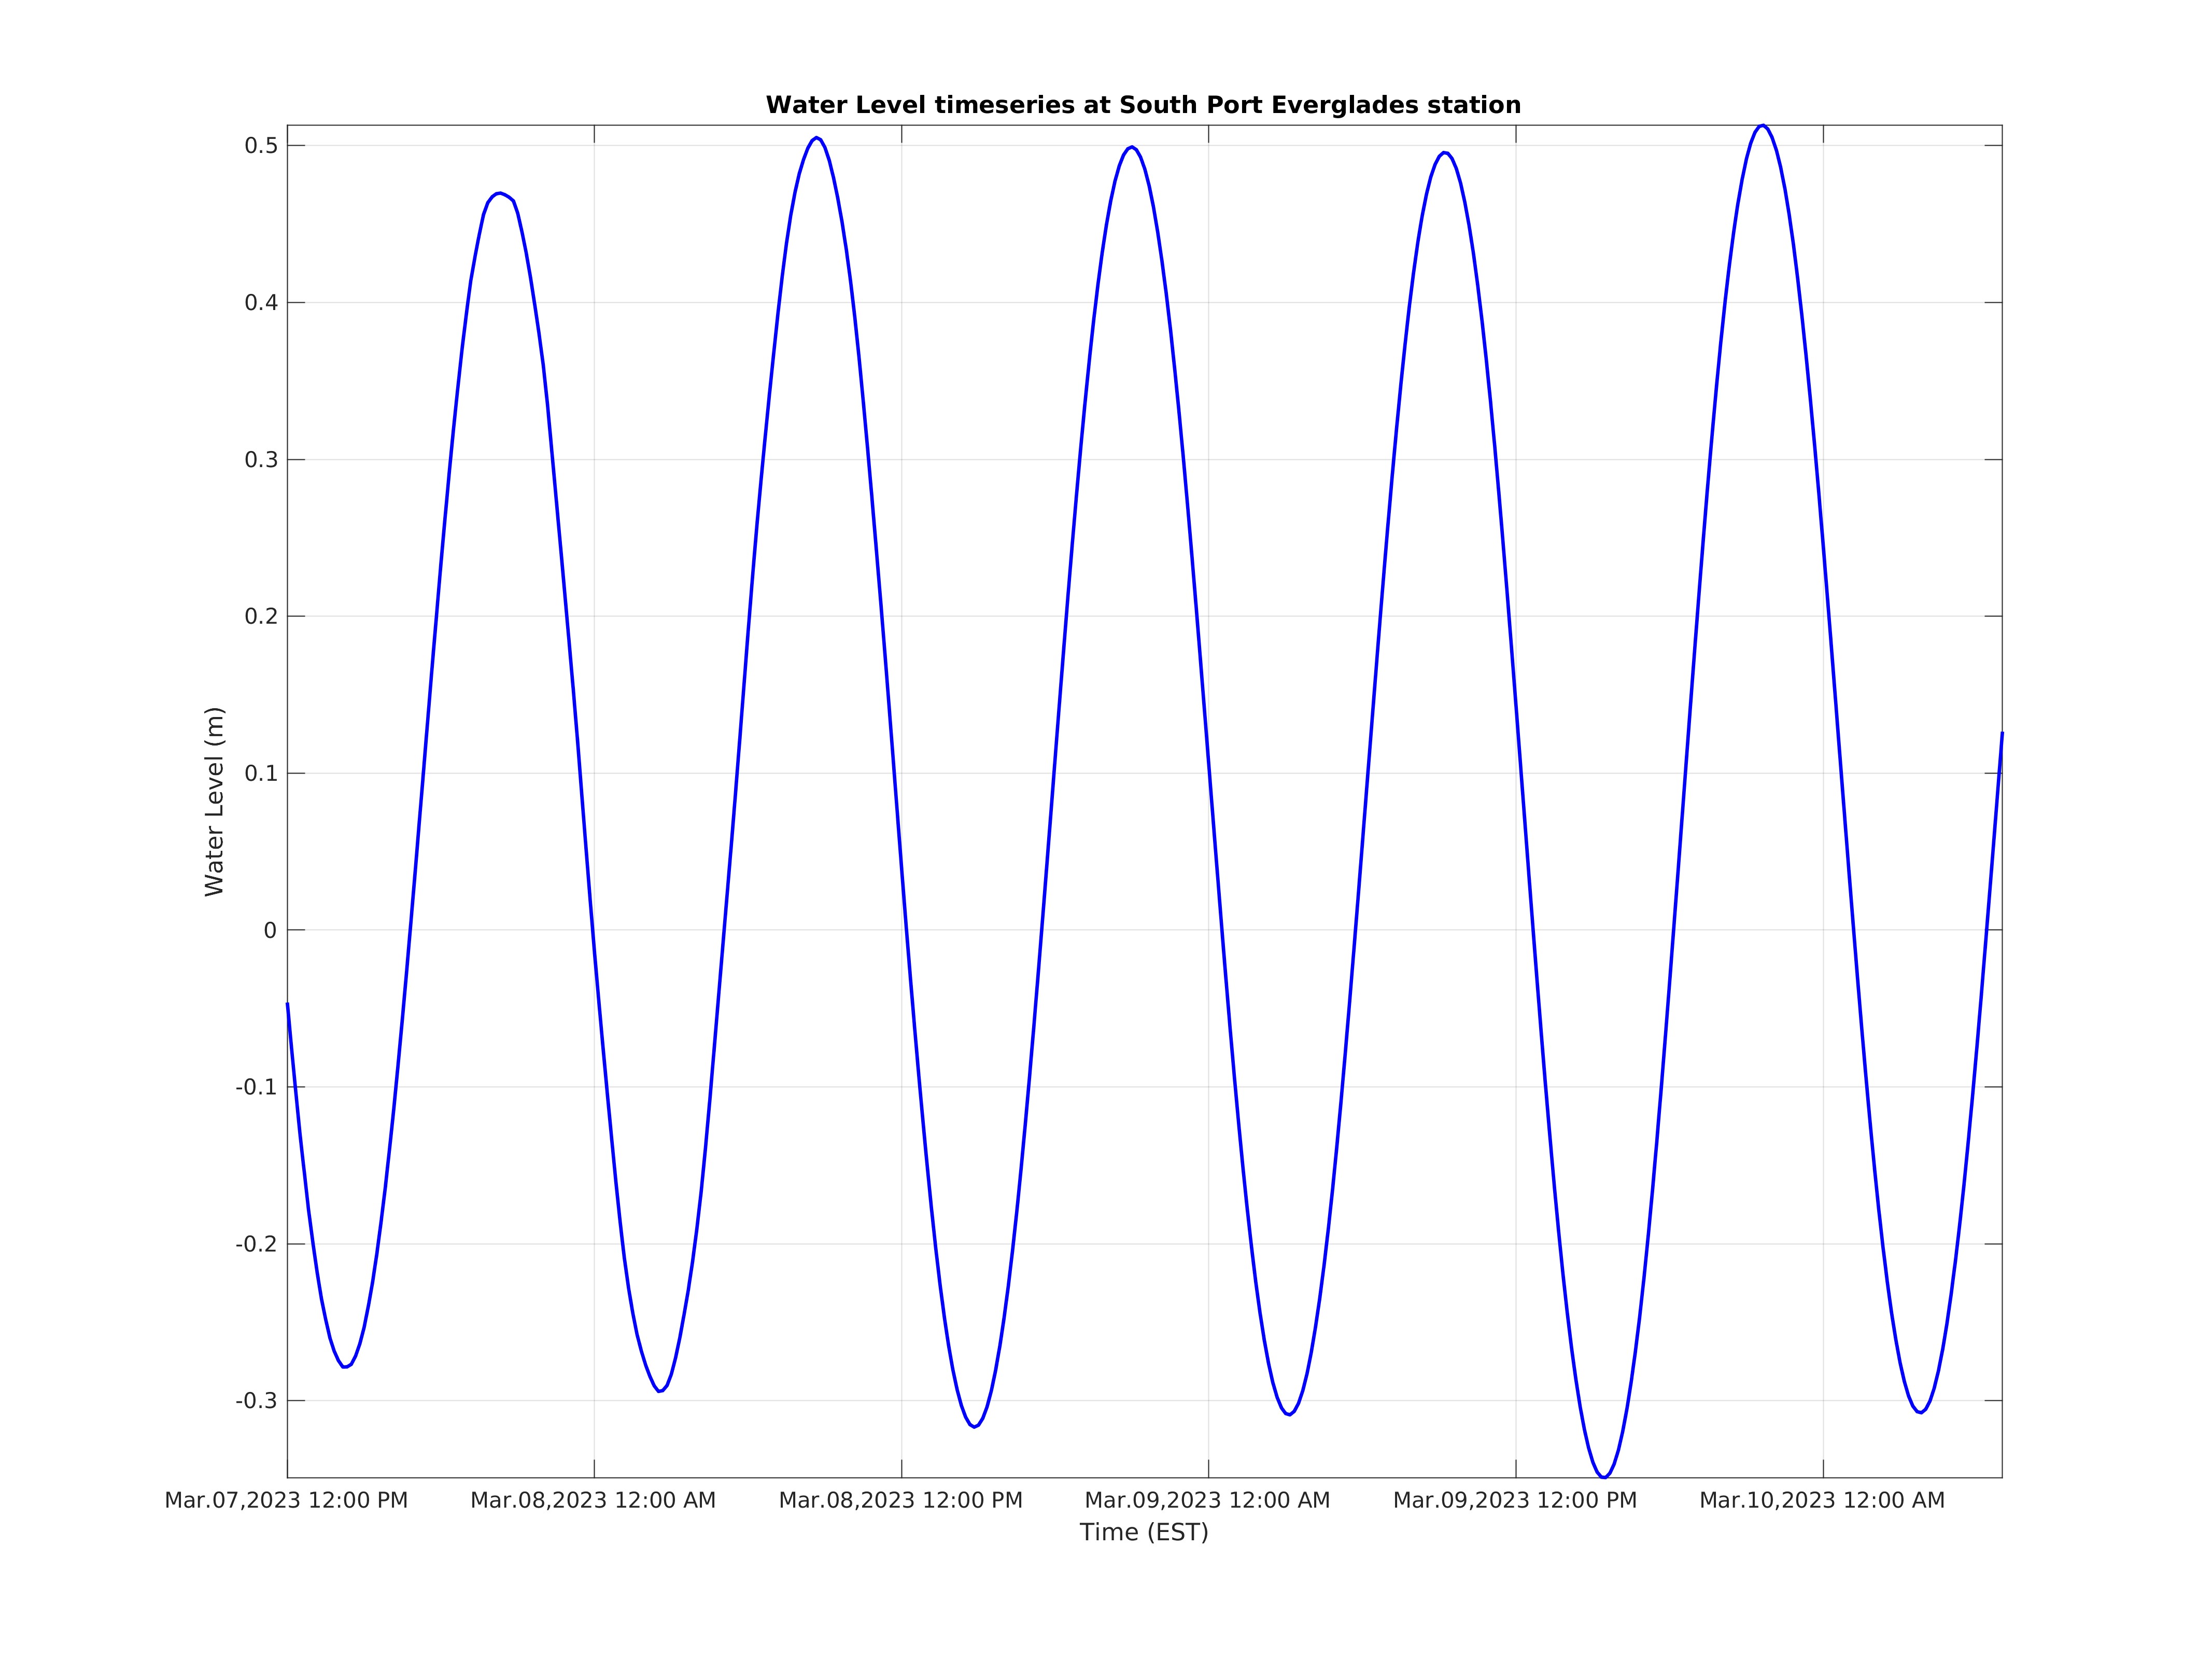 Water Level timeseries at South Port Everglades station
0.5
0.4
0.3
0.2
0.1
0
-0.1
-0.2
-0.3
Water Level (m)
Mar.07,2023 12:00 PM Mar.08,2023 12:00 AM Mar.08,2023 12:00 PM Mar.09,2023 12:00 AM Mar.09,2023 12:00 PM Mar.10,2023 12:00 AM
Time (EST)